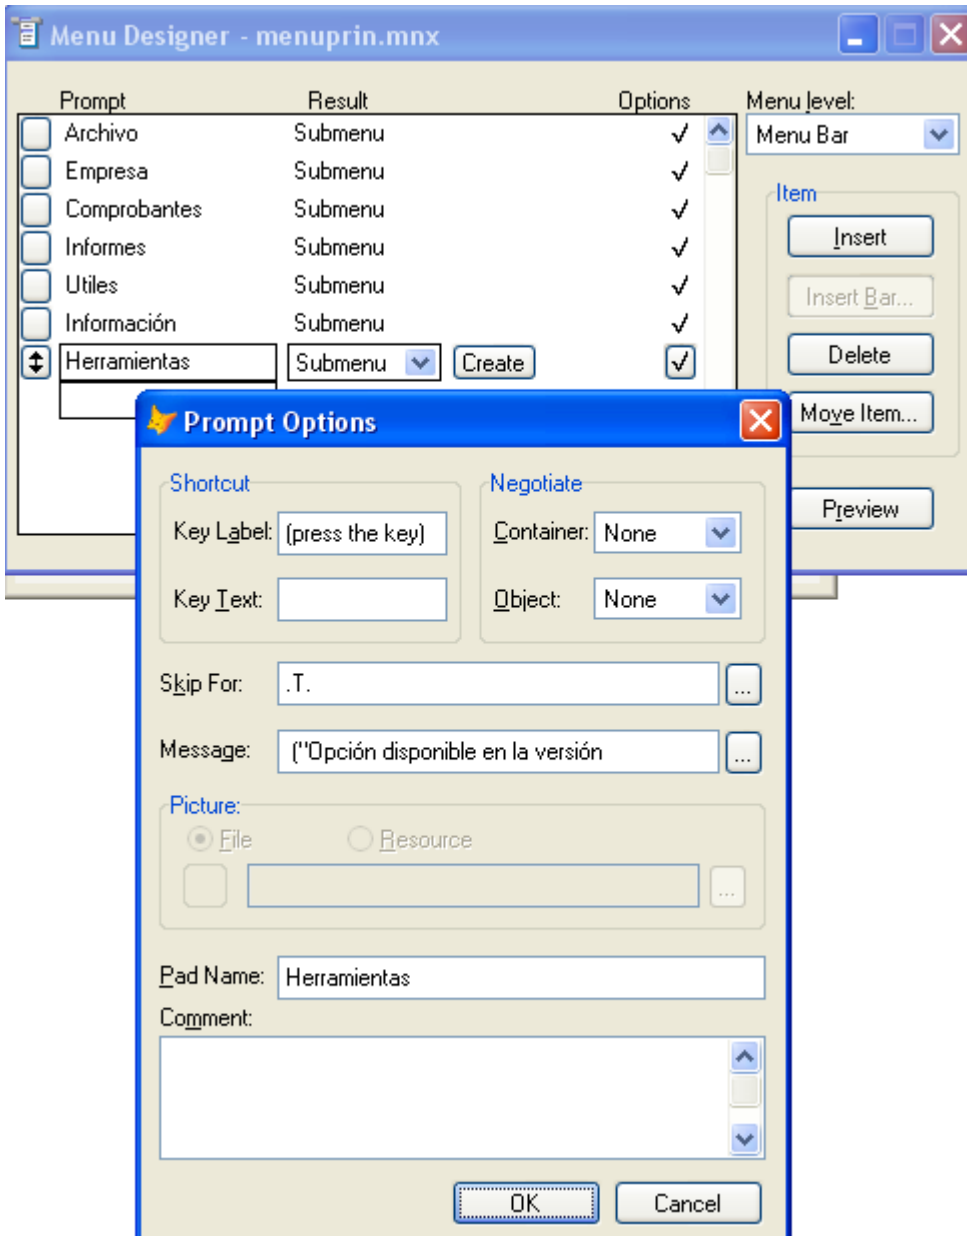 Menu Designer - menuprin.mnx
Prompt Result Options Menu level:
Archivo Submenu Menu Bar
Empresa Submenu
Item
Comprobantes Submenu
Insert
Informes Submenu
Utiles Submenu
Insert Bar...
Información Submenu
Herramientas Submenu Create
Delete
Move Item...
Preview
Prompt Options
Shortcut Negotiate
Key Label: (press the key) Container: None
Key Text: Object: None
Skip For: .T.
Message: ("Opción disponible en la versión
...
...
Picture:
File Resource
...
Pad Name: Herramientas
Comment:
OK Cancel